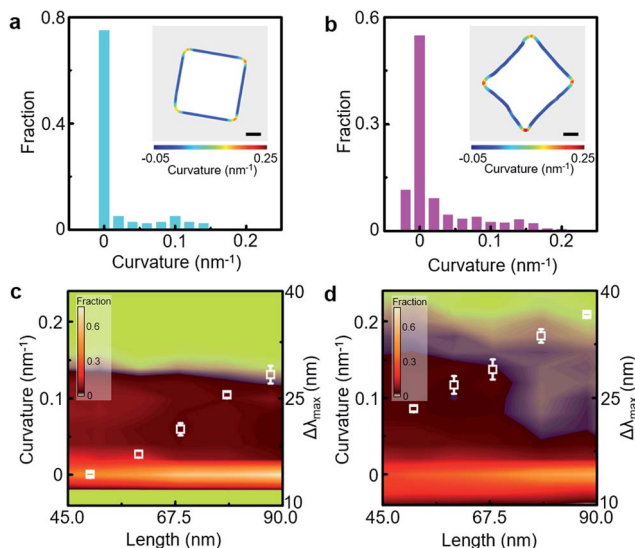 a
0.8
Fraction
0.4
0
-0.05
0.25
Curvature (nm-1)
0
0.1
0.2
Curvature (nm-1)
b
0.6
Fraction
0.3
0
-0.05
0.25
Curvature (nm-1)
0
0.1
0.2
Curvature (nm-1)
c
Fraction
0.6
0.3
0
0.2
0.1
0
Curvature (nm-1)
40
25
10
Δλmax (nm)
45.0
67.5
90.0
Length (nm)
d
Fraction
0.6
0.3
0
0.2
0.1
0
Curvature (nm-1)
40
25
10
Δλmax (nm)
45.0
67.5
90.0
Length (nm)